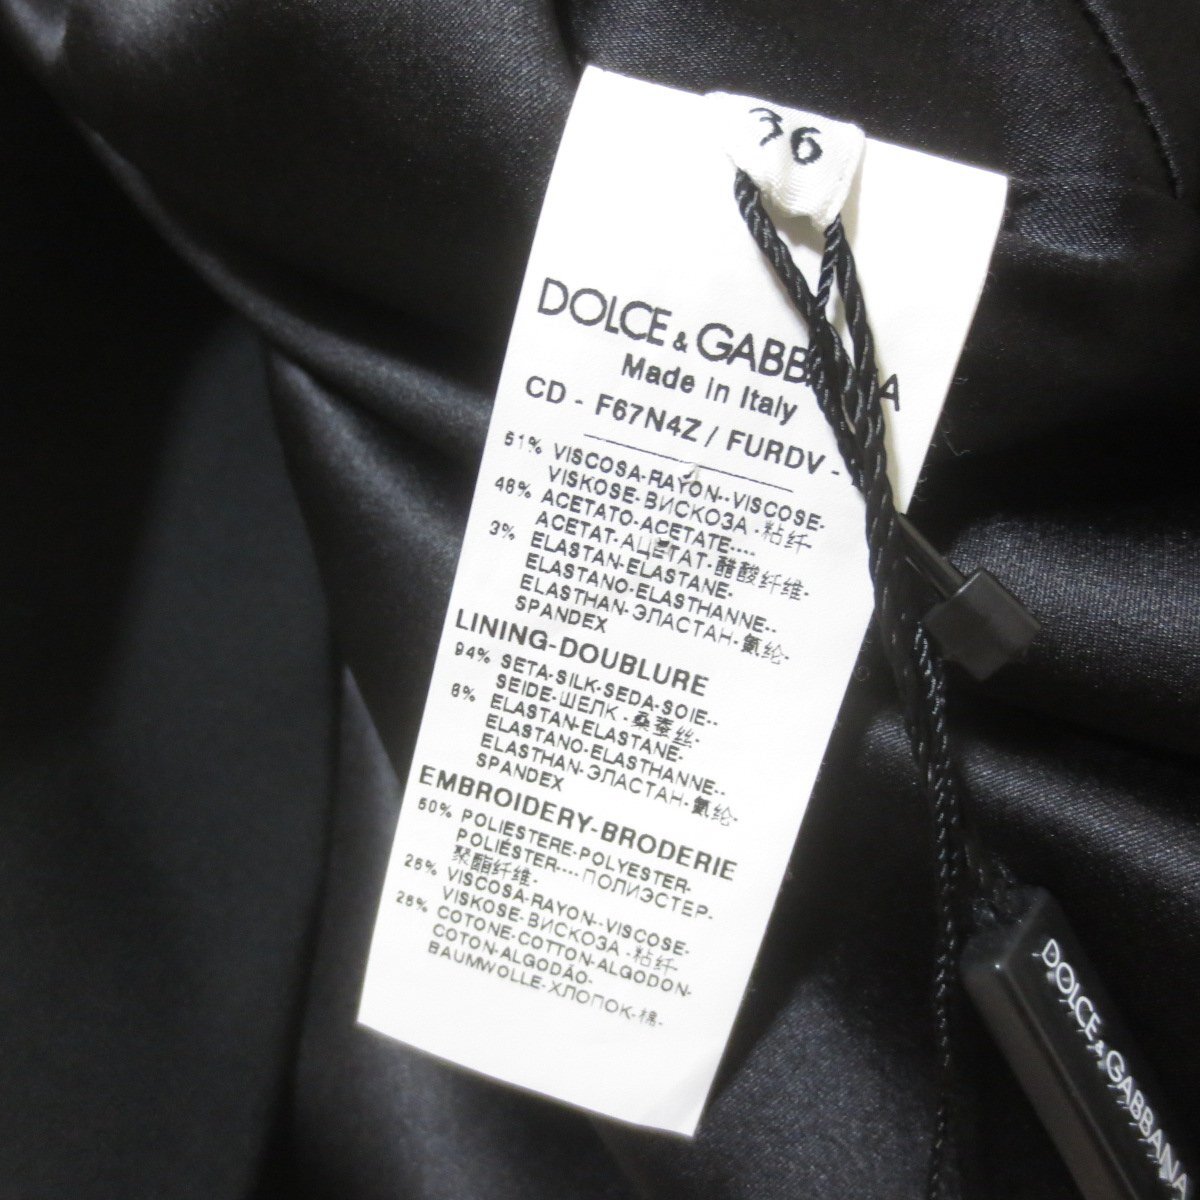 36
DOLCE & GABBANA
Made in Italy
CD - F67N4Z / FURDV -
51% VISCOSA-RAYON--VISCOSE-
VISKOSE-ВИСКОЗА -粘纤
46% ACETATO-ACETATE....
ACETAT-АЦЕТАТ-醋酸纤维-
3% ELASTAN-ELASTANE-
ELASTANO-ELASTHANNE--
ELASTHAN-ЭЛАСТАН-氨纶-
SPANDEX
LINING-DOUBLURE
94% SETA-SILK-SEDA-SOIE--
SEIDE-ШЕЛК -桑蚕丝-
6% ELASTAN-ELASTANE-
ELASTANO-ELASTHANNE--
ELASTHAN-ЭЛАСТАН-氨纶-
SPANDEX
EMBROIDERY-BRODERIE
50% POLIESTERE-POLYESTER-
POLIÉSTER....ПОЛИЭСТЕР-
聚酯纤维-
25% VISCOSA-RAYON--VISCOSE-
VISKOSE-ВИСКОЗА -粘纤
25% COTONE-COTTON-ALGODON-
COTON-ALGODÃO-
BAUMWOLLE-ХЛОПОК-棉-
DOLCE & GABBANA